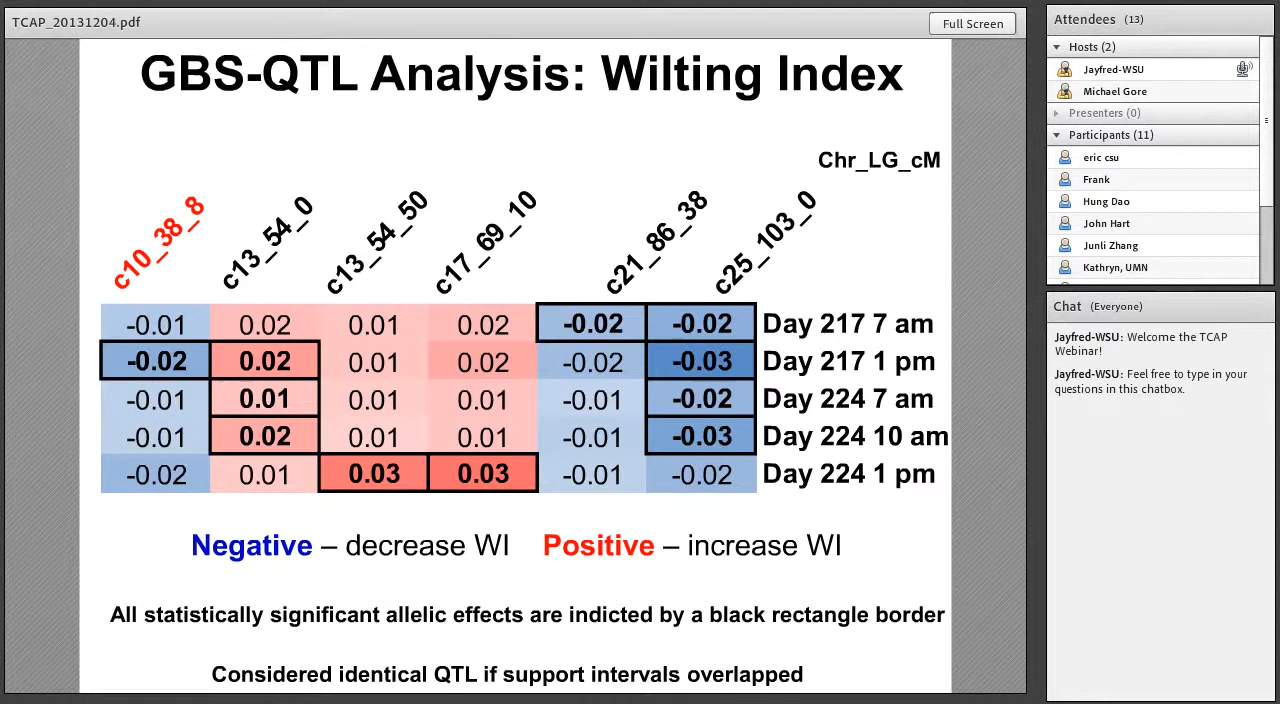 TCAP_20131204.pdf
Full Screen
GBS-QTL Analysis: Wilting Index
Chr_LG_cM
c10_38_8 c13_54_0 c13_54_50 c17_69_10 c21_86_38 c25_103_0
-0.01 0.02 0.01 0.02 -0.02 -0.02 Day 217 7 am
-0.02 0.02 0.01 0.02 -0.02 -0.03 Day 217 1 pm
-0.01 0.01 0.01 0.01 -0.01 -0.02 Day 224 7 am
-0.01 0.02 0.01 0.01 -0.01 -0.03 Day 224 10 am
-0.02 0.01 0.03 0.03 -0.01 -0.02 Day 224 1 pm
Negative – decrease WI Positive – increase WI
All statistically significant allelic effects are indicted by a black rectangle border
Considered identical QTL if support intervals overlapped
Attendees (13)
Hosts (2)
Jayfred-WSU
Michael Gore
Presenters (0)
Participants (11)
eric csu
Frank
Hung Dao
John Hart
Junli Zhang
Kathryn, UMN
Chat (Everyone)
Jayfred-WSU: Welcome the TCAP
Webinar!
Jayfred-WSU: Feel free to type in your
questions in this chatbox.